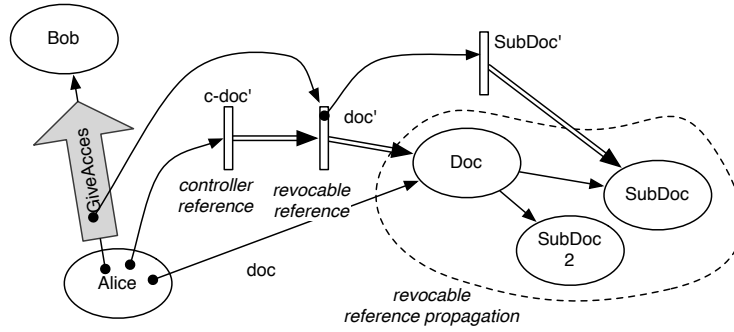 Bob
SubDoc'
c-doc'
doc'
GiveAcces
Doc
controller
reference
revocable
reference
SubDoc
SubDoc
2
Alice
doc
revocable
reference propagation